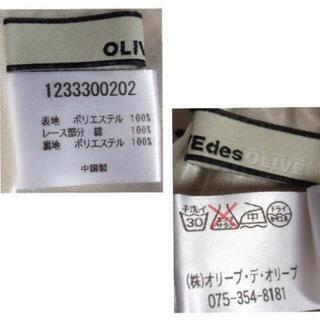 OLIVE
1233300202
表地 ポリエステル 100%
レース部分 綿 100%
裏地 ポリエステル 100%
中国製
EdesOLIVE
手洗イ 30
中
ドライ
(株)オリーブ・デ・オリーブ
075-354-8181